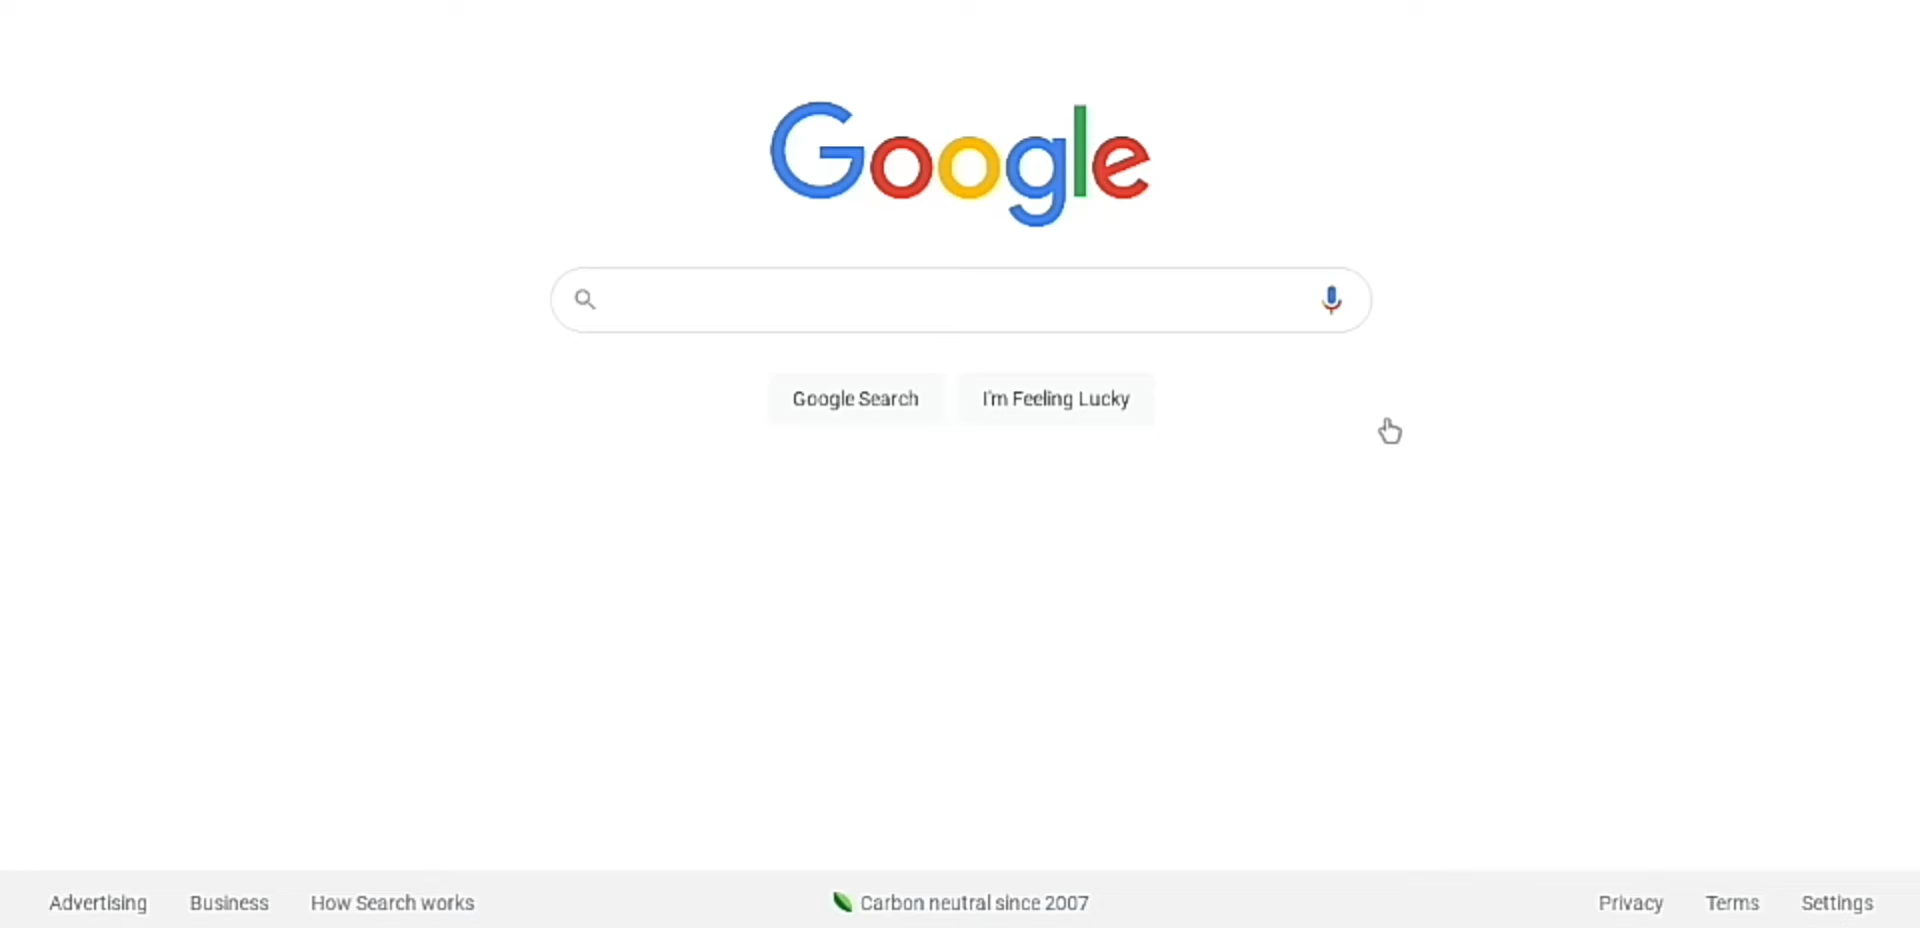 Google
Google Search
I'm Feeling Lucky
Advertising
Business
How Search works
Carbon neutral since 2007
Privacy
Terms
Settings